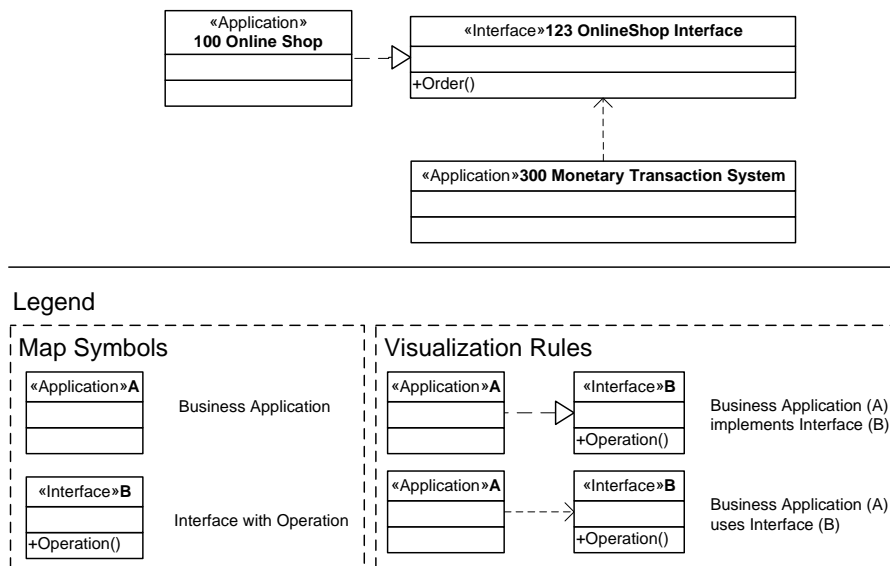 «Application»
100 Online Shop
«Interface»123 OnlineShop Interface
+Order()
«Application»300 Monetary Transaction System
Legend
Map Symbols
«Application»A
Business Application
«Interface»B
+Operation()
Interface with Operation
Visualization Rules
«Application»A
«Interface»B
+Operation()
Business Application (A)
implements Interface (B)
«Application»A
«Interface»B
+Operation()
Business Application (A)
uses Interface (B)